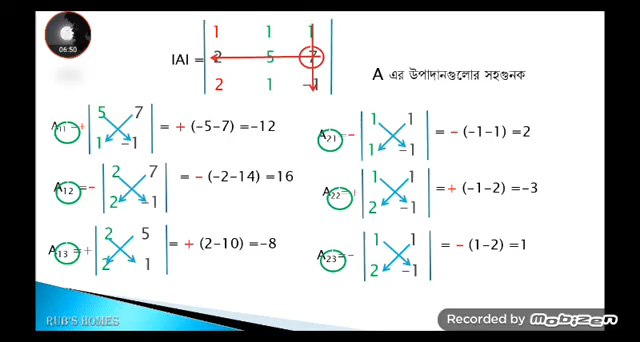 06:50
1 1 1
IAI = 2 5 7
2 1 -1
A এর উপাদানগুলোর সহগুনক
A11 =+ 5 7 1 -1 = + (-5-7) =-12
A12 =- 2 7 2 -1 = - (-2-14) =16
A13 =+ 2 5 2 1 = + (2-10) =-8
A21 =- 1 1 1 -1 = - (-1-1) =2
A22 =+ 1 1 2 -1 = + (-1-2) =-3
A23 =- 1 1 2 -1 = - (1-2) =1
RUB'S HOMES
Recorded by Mobizen